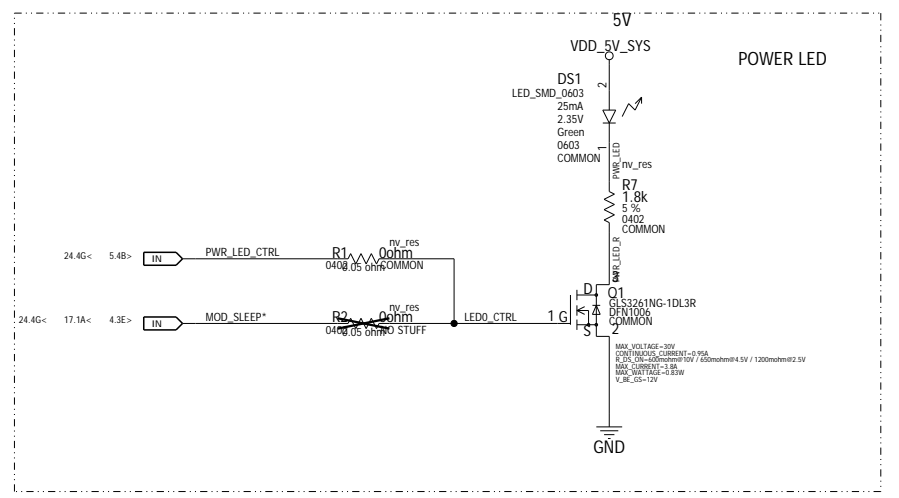 5V
VDD_5V_SYS
POWER LED
DS1
LED_SMD_0603
25mA
2.35V
Green
0603
COMMON
2
1
PWR_LED
nv_res
R7
1.8k
5 %
0402
COMMON
PWR_LED_R
nv_res
24.4G< 5.4B> IN PWR_LED_CTRL R1 0ohm
0402 0.05 ohm COMMON
nv_res
24.4G< 17.1A< 4.3E> IN MOD_SLEEP* R2 0ohm LED0_CTRL 1 G
0402 0.05 ohm NO STUFF
D Q1
GLS3261NG-1DL3R
DFN1006
COMMON
S 2
MAX_VOLTAGE=30V
CONTINUOUS_CURRENT=0.95A
R_DS_ON=600mohm@10V / 650mohm@4.5V / 1200mohm@2.5V
MAX_CURRENT=3.8A
MAX_WATTAGE=0.83W
V_BE_GS=12V
GND